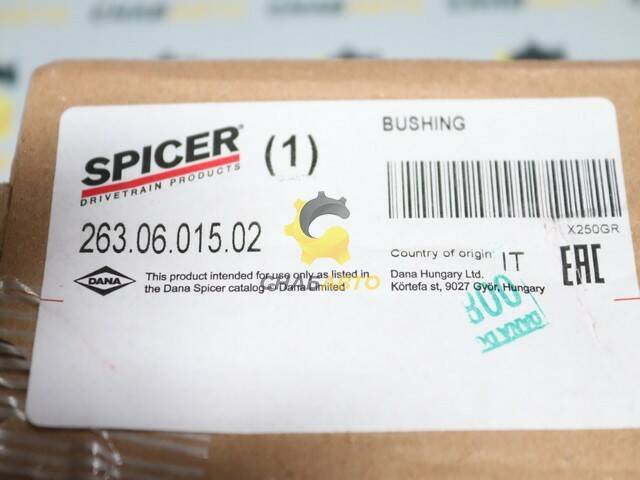 SPICER®
DRIVETRAIN PRODUCTS
(1)
BUSHING
263.06.015.02
X250GR
Country of origin IT
EAC
DANA
This product intended for use only as listed in
the Dana Spicer catalog - Dana Limited
Dana Hungary Ltd.
Körtefa st, 9027 Győr, Hungary
СЛАБАВТО